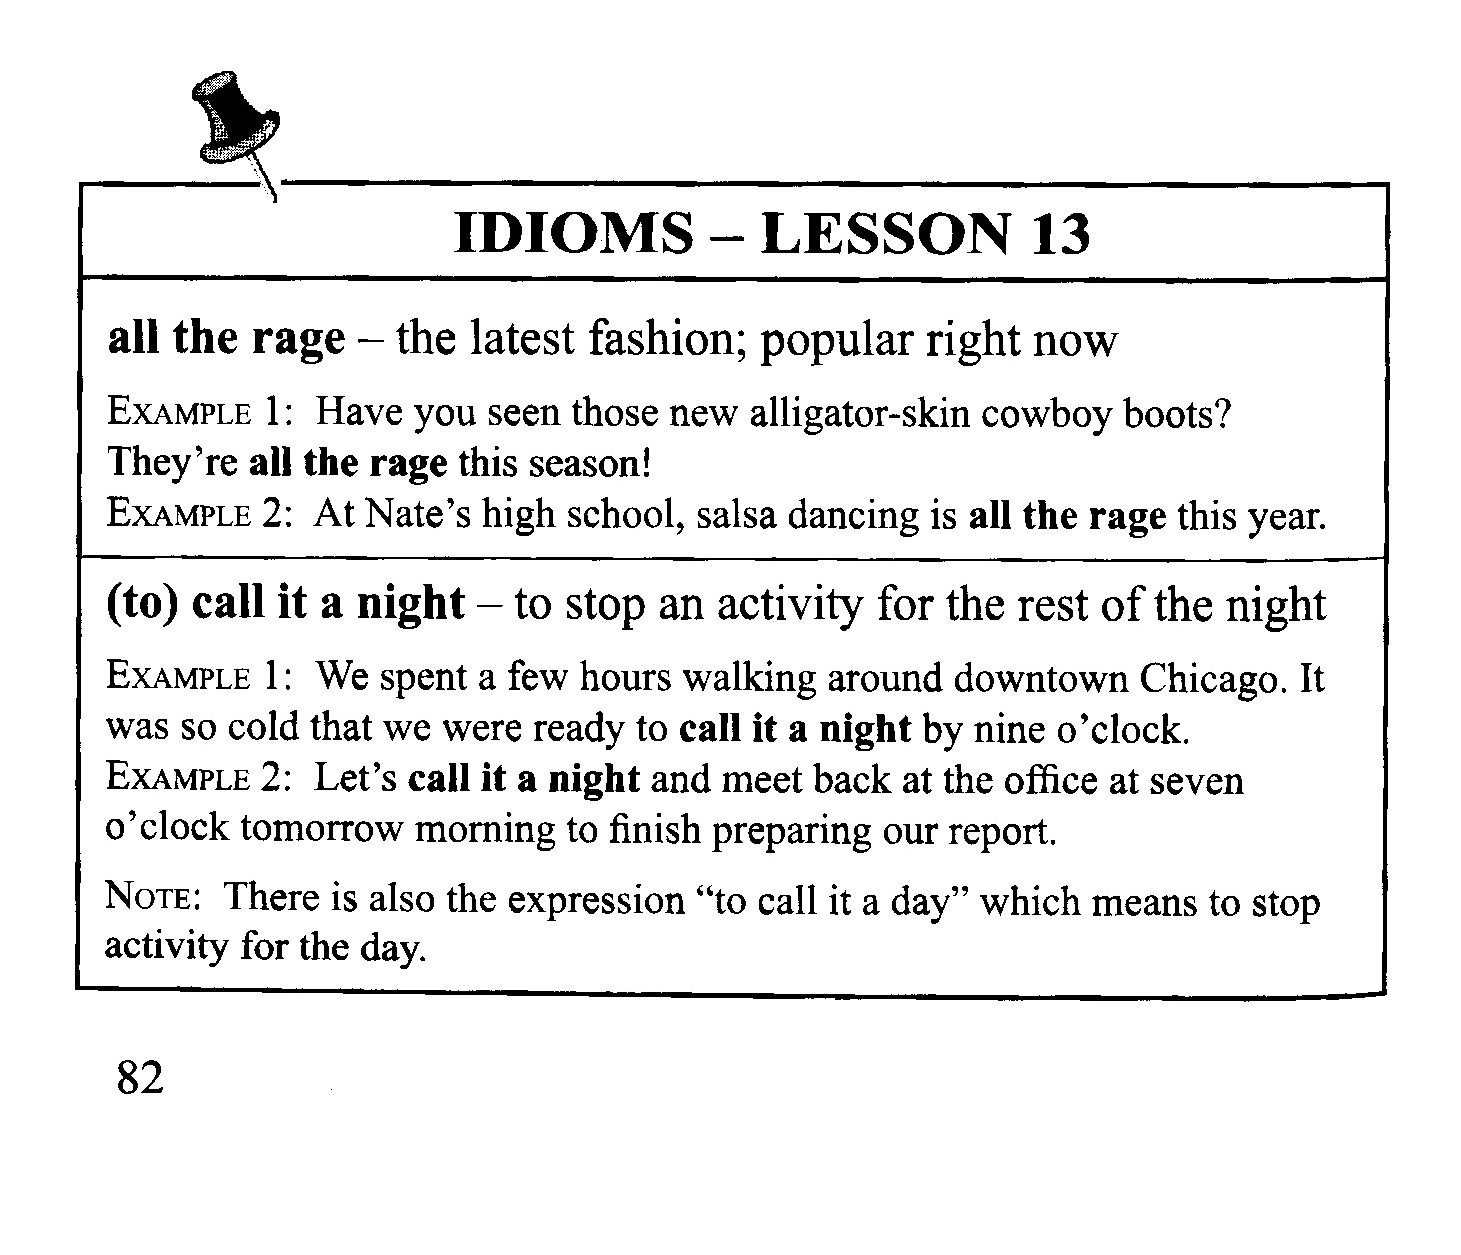 IDIOMS – LESSON 13
all the rage – the latest fashion; popular right now
EXAMPLE 1: Have you seen those new alligator-skin cowboy boots?
They’re all the rage this season!
EXAMPLE 2: At Nate’s high school, salsa dancing is all the rage this year.
(to) call it a night – to stop an activity for the rest of the night
EXAMPLE 1: We spent a few hours walking around downtown Chicago. It
was so cold that we were ready to call it a night by nine o’clock.
EXAMPLE 2: Let’s call it a night and meet back at the office at seven
o’clock tomorrow morning to finish preparing our report.
NOTE: There is also the expression “to call it a day” which means to stop
activity for the day.
82